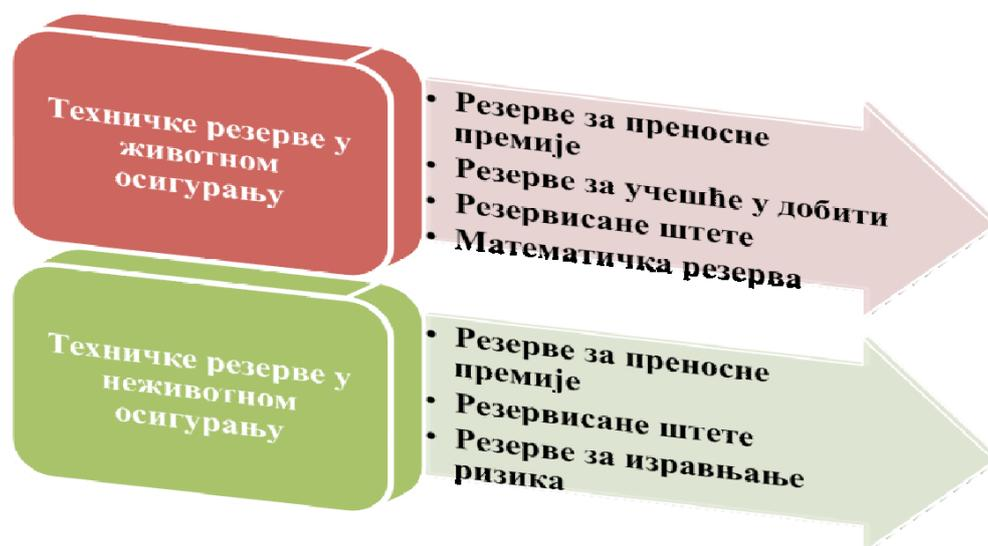 Техничке резерве у
животном
осигурању
• Резерве за преносне
премије
• Резерве за учешће у добити
• Резервисане штете
• Математичка резерва
Техничке резерве у
неживотном
осигурању
• Резерве за преносне
премије
• Резервисане штете
• Резерве за изравњање
ризика